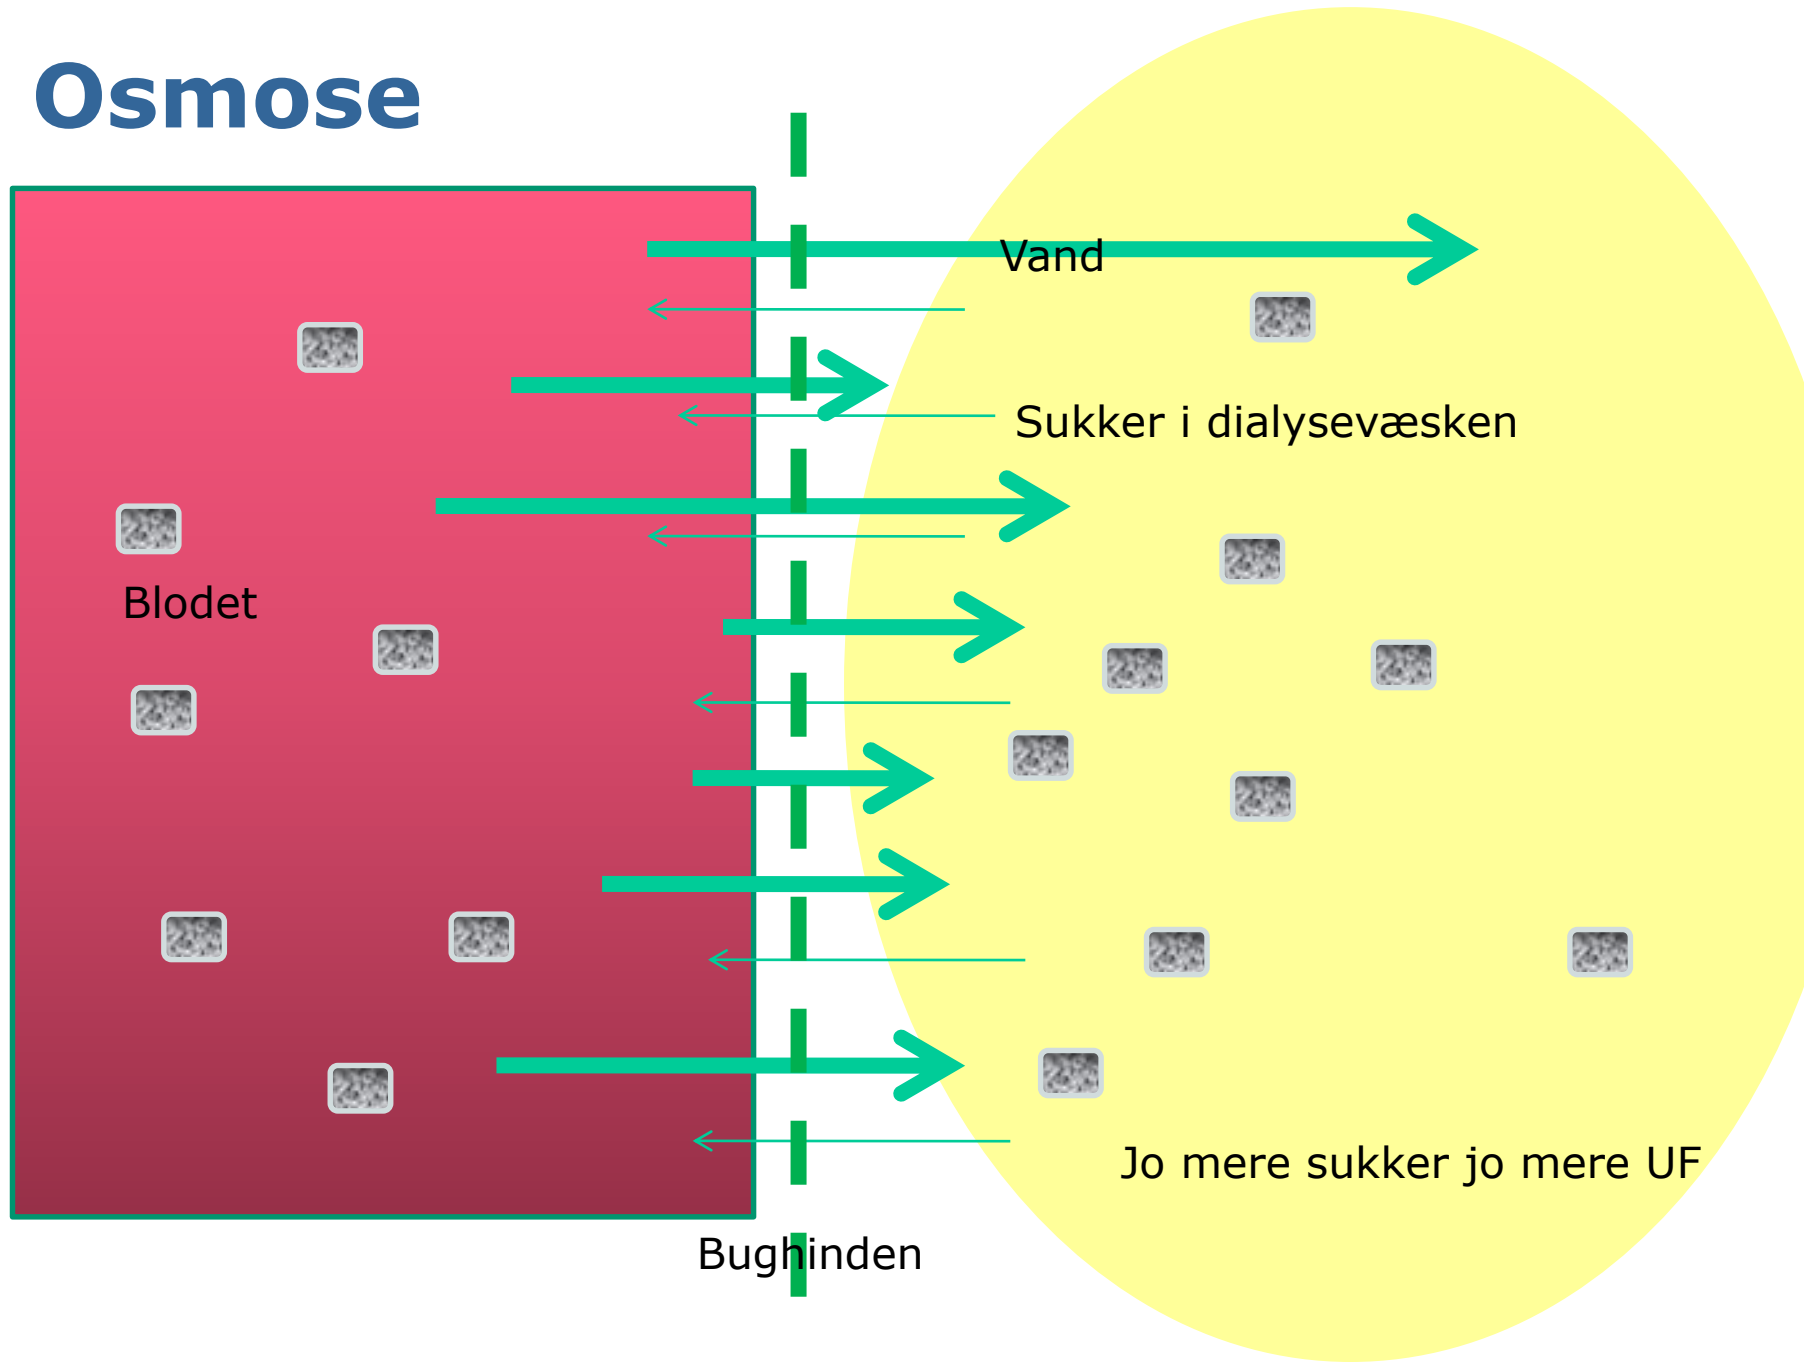 Osmose
Vand
Sukker i dialysevæsken
Blodet
Jo mere sukker jo mere UF
Bughinden